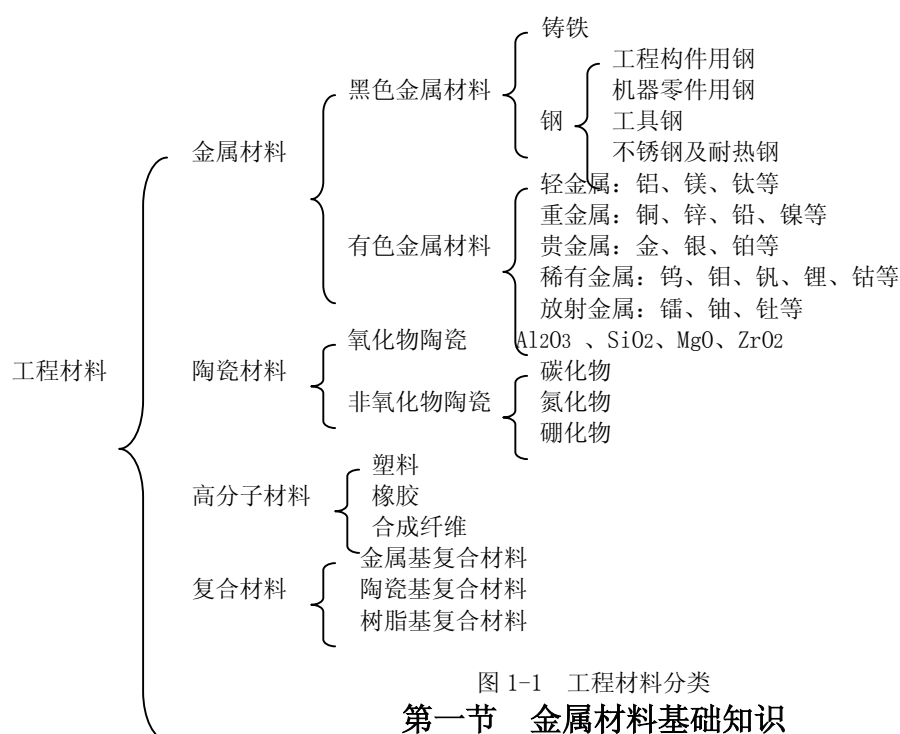 铸铁
工程构件用钢
黑色金属材料
机器零件用钢
钢
工具钢
金属材料
不锈钢及耐热钢
轻金属：铝、镁、钛等
重金属：铜、锌、铅、镍等
有色金属材料
贵金属：金、银、铂等
稀有金属：钨、钼、钒、锂、钴等
放射金属：镭、铀、钍等
氧化物陶瓷
Al2O3 、SiO2、MgO、ZrO2
工程材料
陶瓷材料
碳化物
非氧化物陶瓷
氮化物
硼化物
塑料
高分子材料
橡胶
合成纤维
金属基复合材料
复合材料
陶瓷基复合材料
树脂基复合材料
图 1-1 工程材料分类
第一节 金属材料基础知识